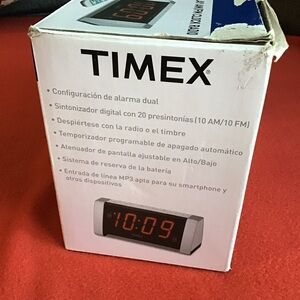 TIMEX
• Configuración de alarma dual
• Sintonizador digital con 20 presintonías (10 AM/10 FM)
• Despiértese con la radio o el timbre
• Temporizador programable de apagado automático
• Atenuador de pantalla ajustable en Alto/Bajo
• Sistema de reserva de la batería
• Entrada de línea MP3 apta para su smartphone y
otros dispositivos
10:09